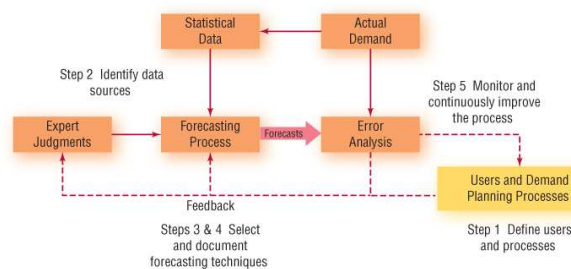 Statistical
Data
Actual
Demand
Step 2 Identify data
sources
Step 5 Monitor and
continuously improve
the process
Expert
Judgments
Forecasting
Process
Forecasts
Error
Analysis
Users and Demand
Planning Processes
Feedback
Steps 3 & 4 Select
and document
forecasting techniques
Step 1 Define users
and processes